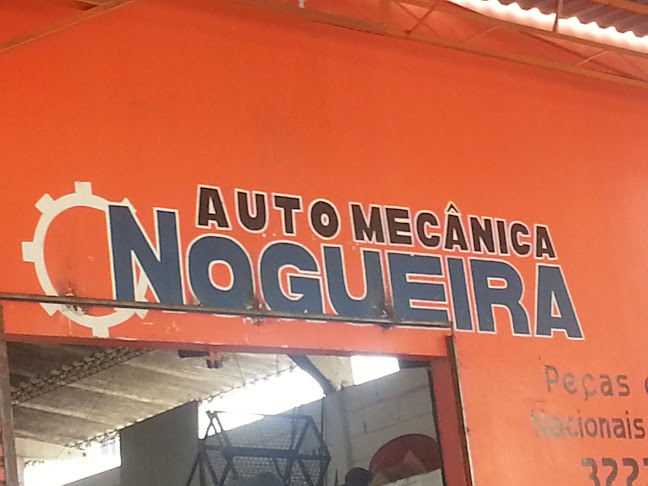 AUTO MECÂNICA
NOGUEIRA
Peças
Nacionais